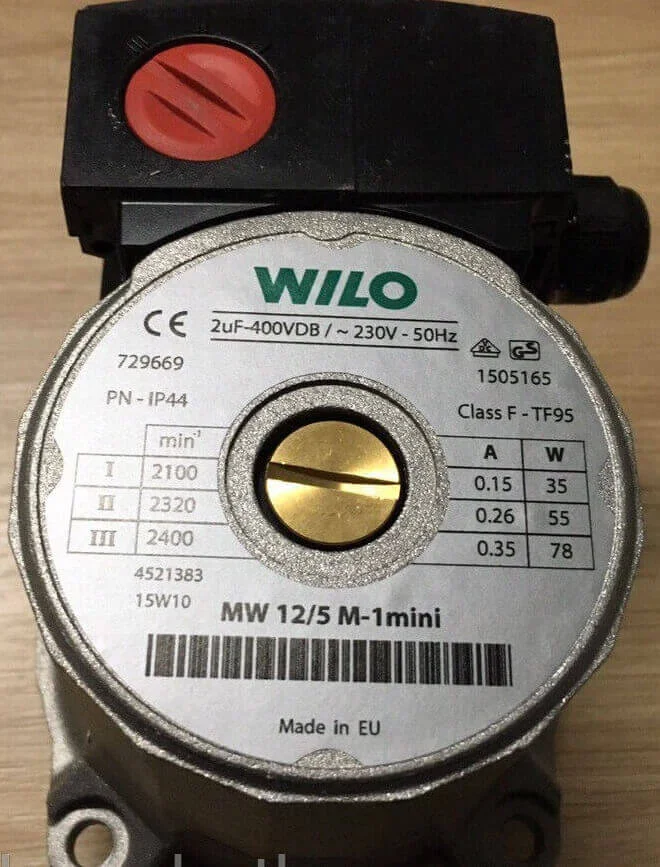 WILO
CE 2uF-400VDB / ~ 230V - 50Hz
GS
729669
1505165
PN - IP44
Class F - TF95
min⁻¹ A W
I 2100 0.15 35
II 2320 0.26 55
III 2400 0.35 78
4521383
15W10
MW 12/5 M-1mini
Made in EU